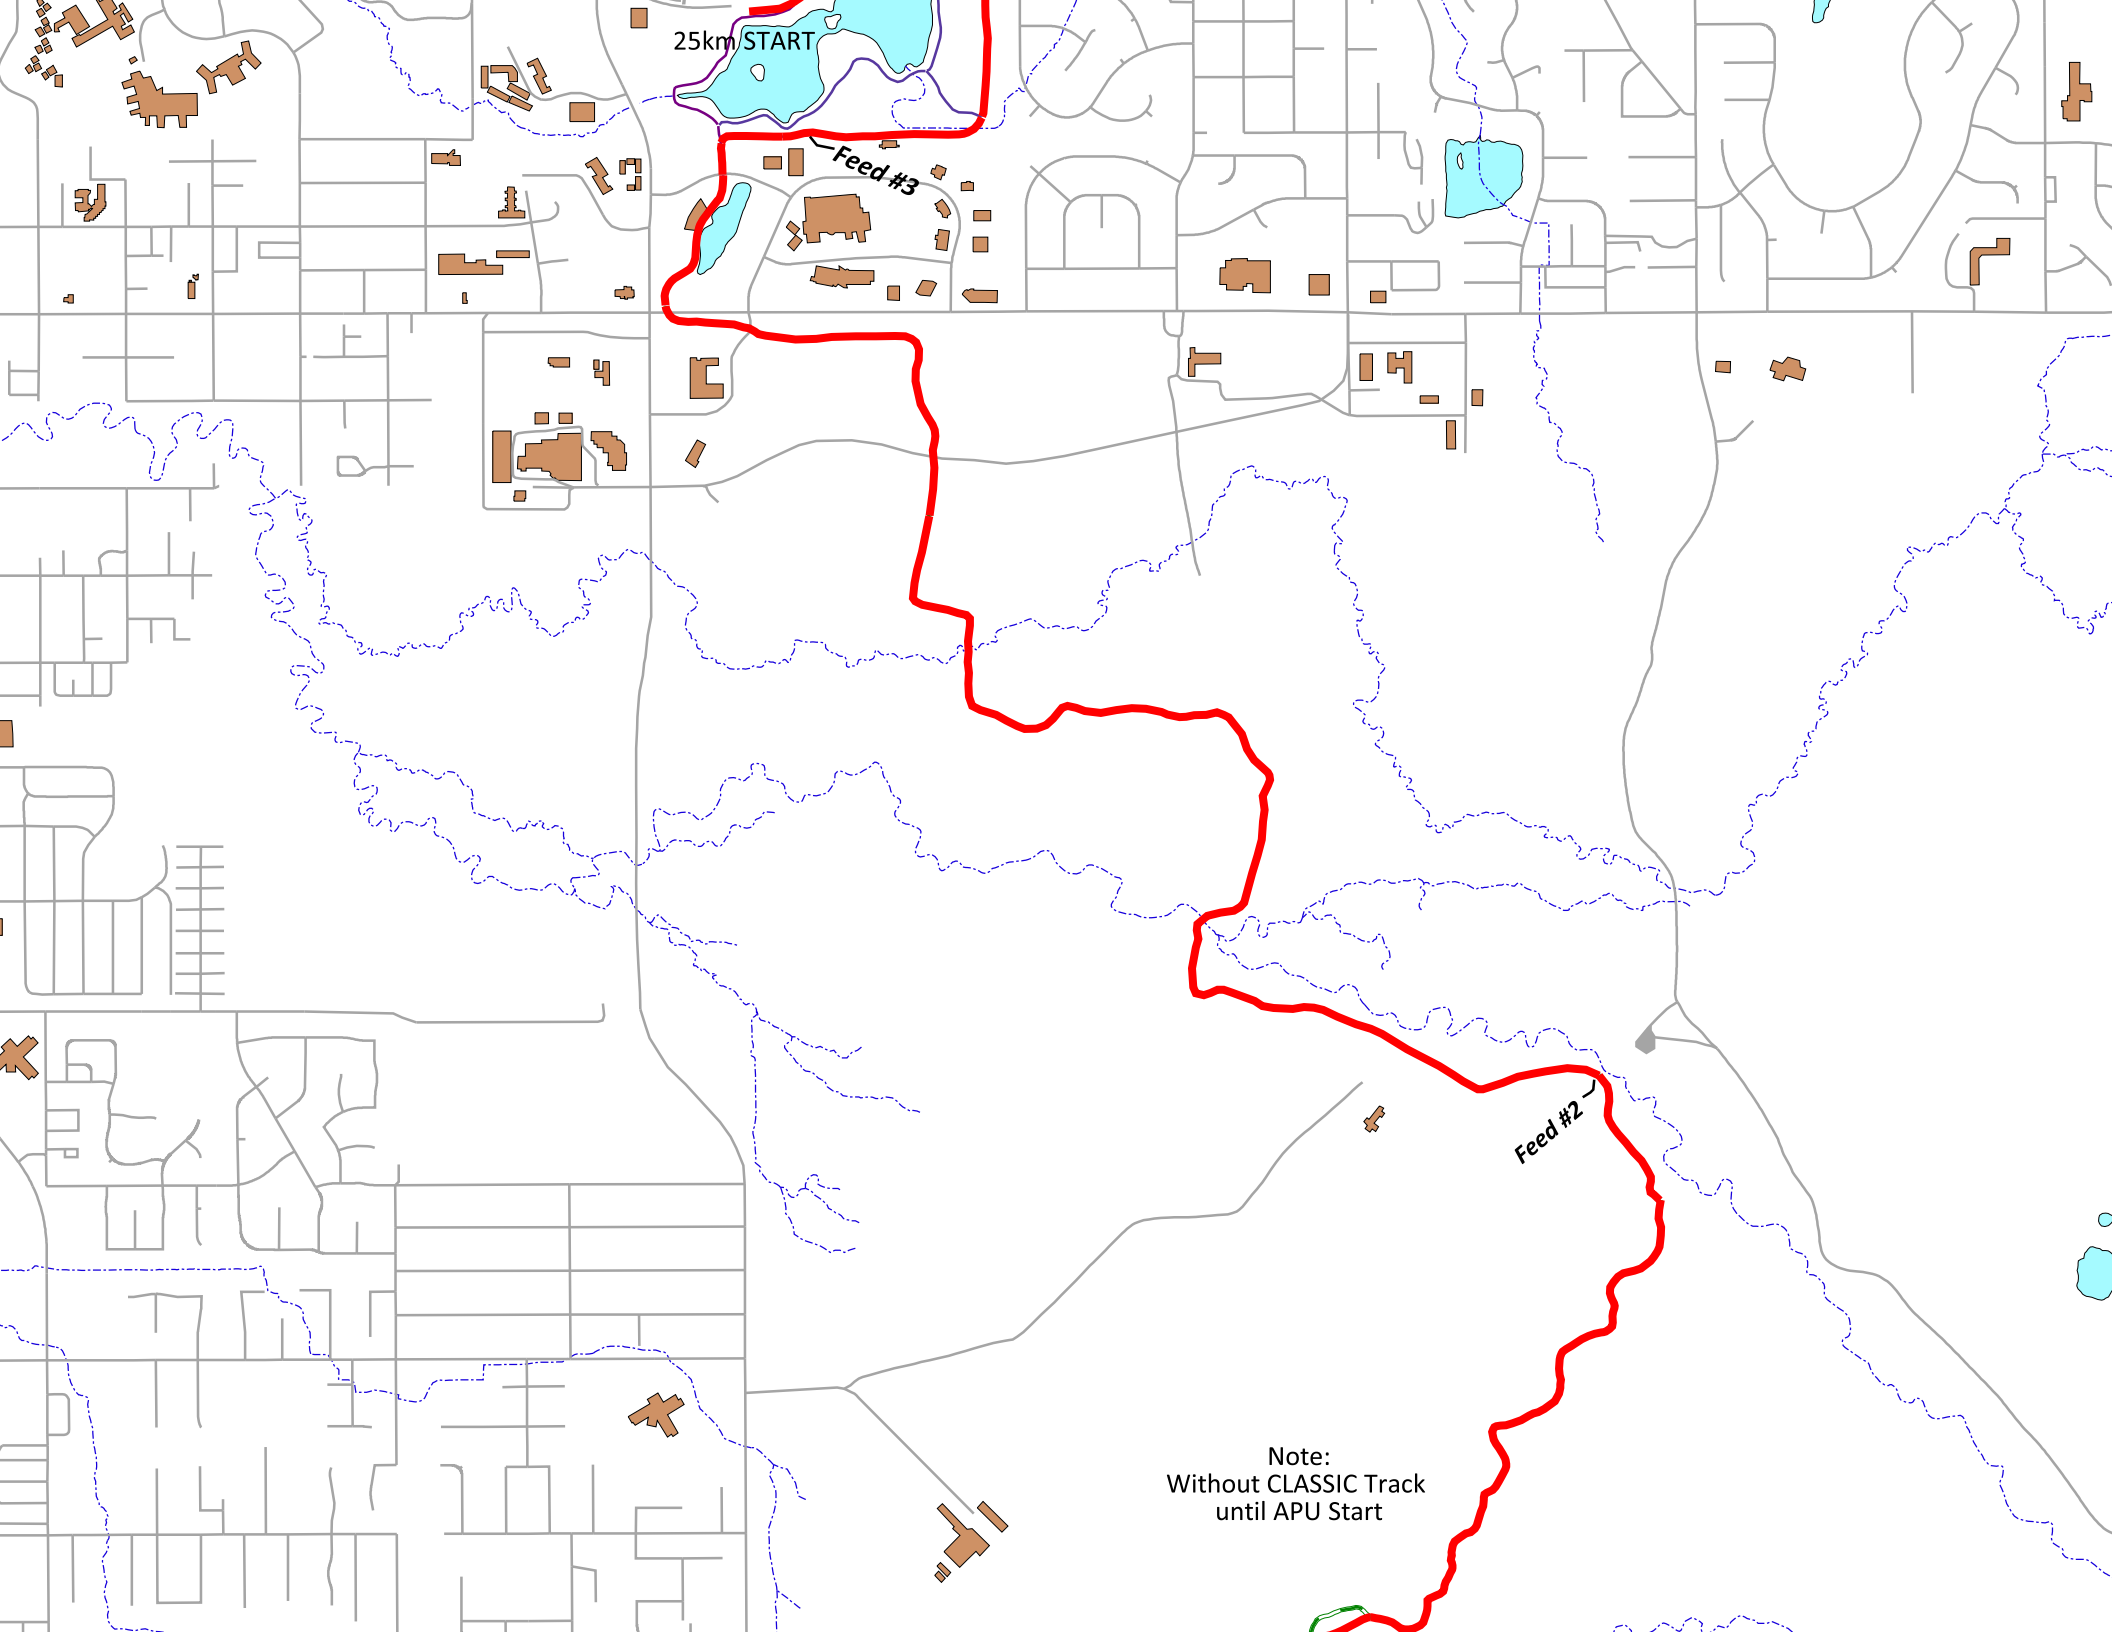 25km START
Feed #3
Feed #2
Note:
Without CLASSIC Track
until APU Start